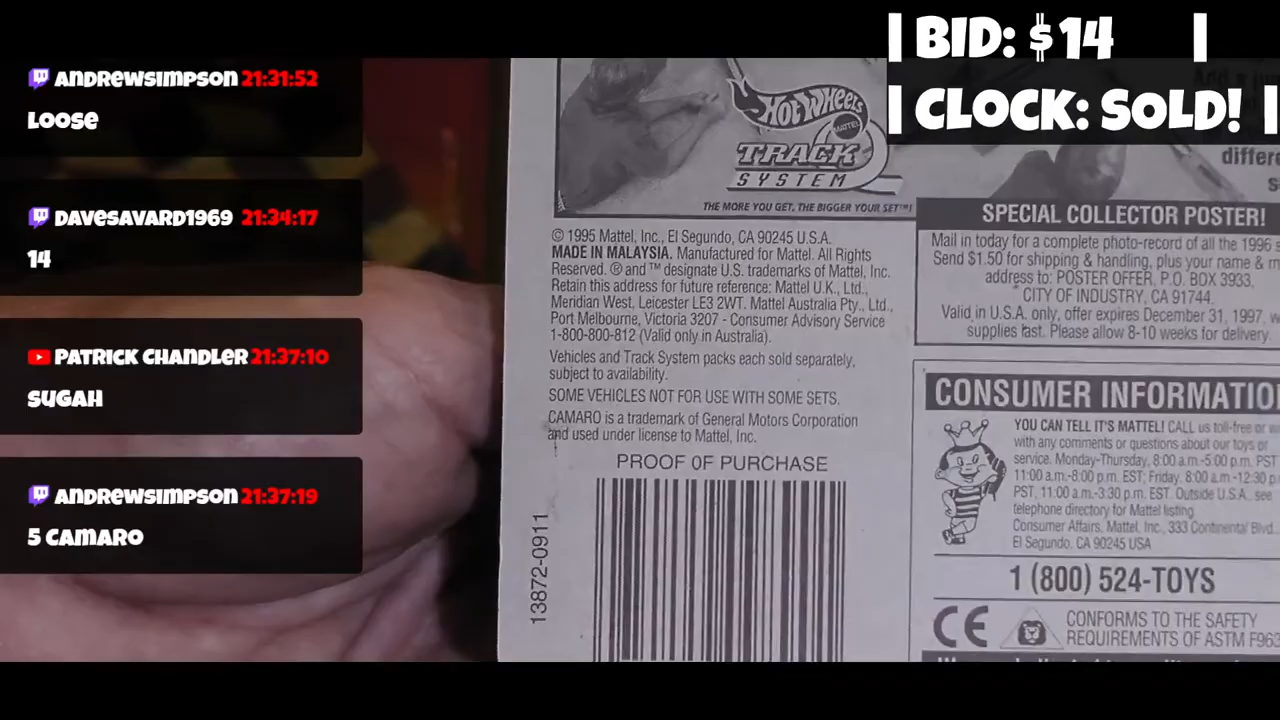 | BID: $14 |
| CLOCK: SOLD! |
ANDREWSIMPSON 21:31:52
LOOSE
DAVESAVARD1969 21:34:17
14
PATRICK CHANDLER 21:37:10
SUGAH
ANDREWSIMPSON 21:37:19
5 CAMARO
HOT WHEELS
MATTEL
TRACK
SYSTEM
THE MORE YOU GET, THE BIGGER YOUR SET™!
© 1995 Mattel, Inc., El Segundo, CA 90245 U.S.A.
MADE IN MALAYSIA. Manufactured for Mattel. All Rights
Reserved. ® and ™ designate U.S. trademarks of Mattel, Inc.
Retain this address for future reference: Mattel U.K., Ltd.,
Meridian West, Leicester LE3 2WT. Mattel Australia Pty., Ltd.,
Port Melbourne, Victoria 3207 - Consumer Advisory Service
1-800-800-812 (Valid only in Australia).
Vehicles and Track System packs each sold separately,
subject to availability.
SOME VEHICLES NOT FOR USE WITH SOME SETS.
CAMARO is a trademark of General Motors Corporation
and used under license to Mattel, Inc.
PROOF OF PURCHASE
13872-0911
differe
SPECIAL COLLECTOR POSTER!
Mail in today for a complete photo-record of all the 1996
Send $1.50 for shipping & handling, plus your name &
address to: POSTER OFFER, P.O. BOX 3933,
CITY OF INDUSTRY, CA 91744.
Valid in U.S.A. only, offer expires December 31, 1997,
supplies last. Please allow 8-10 weeks for delivery.
CONSUMER INFORMATIO
YOU CAN TELL IT'S MATTEL! CALL us toll-free or
with any comments or questions about our toys or
service. Monday-Thursday, 8:00 a.m.-5:00 p.m. PST
11:00 a.m.-8:00 p.m. EST; Friday, 8:00 a.m.-12:30 p
PST, 11:00 a.m.-3:30 p.m. EST. Outside U.S.A., see
telephone directory for Mattel listing.
Consumer Affairs, Mattel, Inc., 333 Continental Blvd.
El Segundo, CA 90245 USA
1 (800) 524-TOYS
CE
CONFORMS TO THE SAFETY
REQUIREMENTS OF ASTM F963